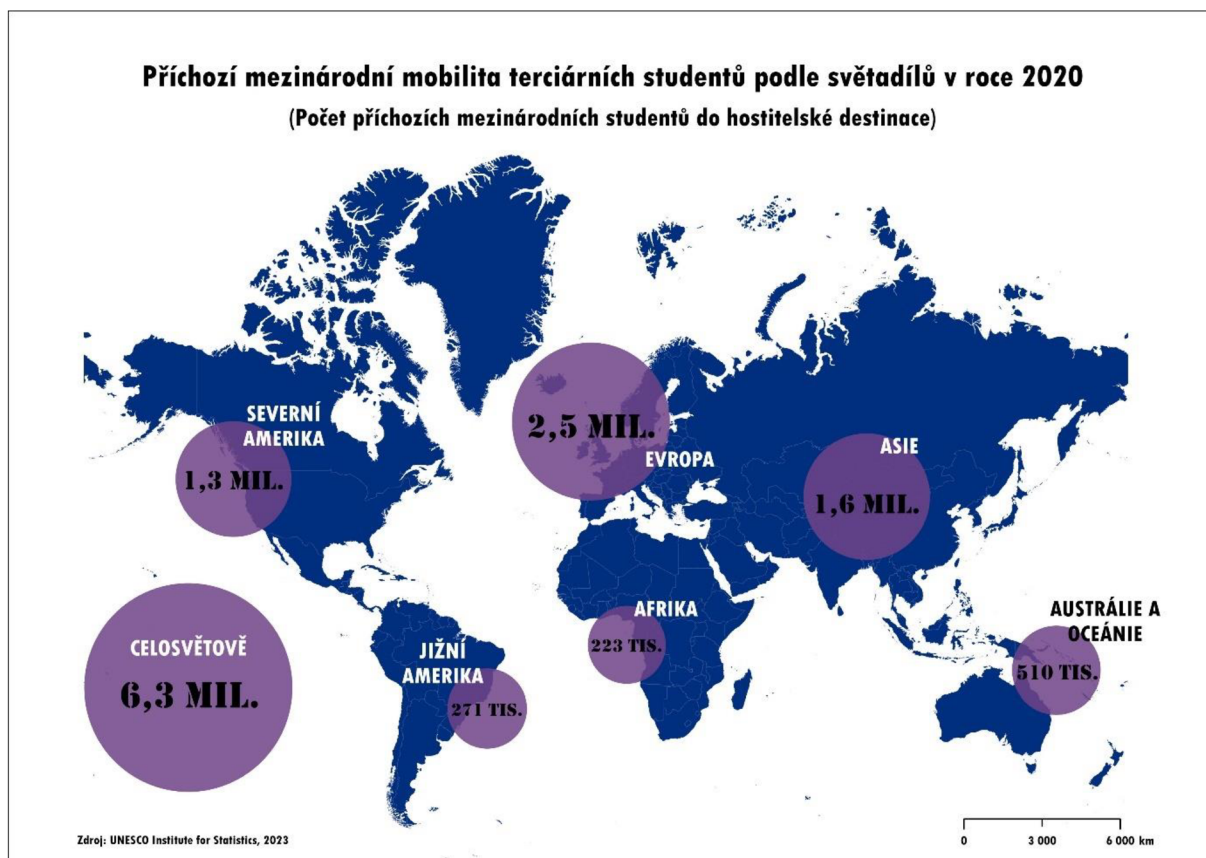 Příchozí mezinárodní mobilita terciárních studentů podle světadílů v roce 2020
(Počet příchozích mezinárodních studentů do hostitelské destinace)
SEVERNÍ
AMERIKA
1,3 MIL.
2,5 MIL.
EVROPA
ASIE
1,6 MIL.
CELOSVĚTOVĚ
6,3 MIL.
JIŽNÍ
AMERIKA
271 TIS.
AFRIKA
223 TIS.
AUSTRÁLIE A
OCEÁNIE
510 TIS.
Zdroj: UNESCO Institute for Statistics, 2023
0 3 000 6 000 km